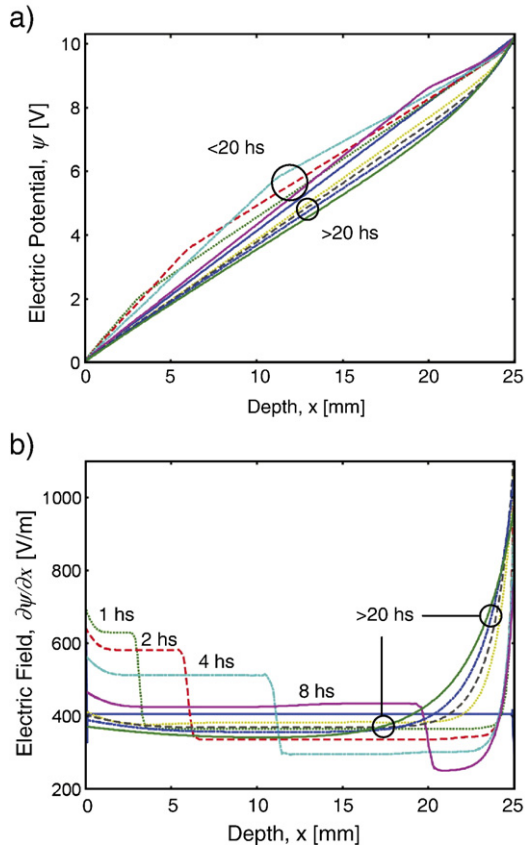 a)
10
8
6
4
2
0
Electric Potential, ψ [V]
<20 hs
>20 hs
0 5 10 15 20 25
Depth, x [mm]
b)
1000
800
600
400
200
Electric Field, ∂ψ/∂x [V/m]
1 hs
2 hs
4 hs
8 hs
>20 hs
0 5 10 15 20 25
Depth, x [mm]